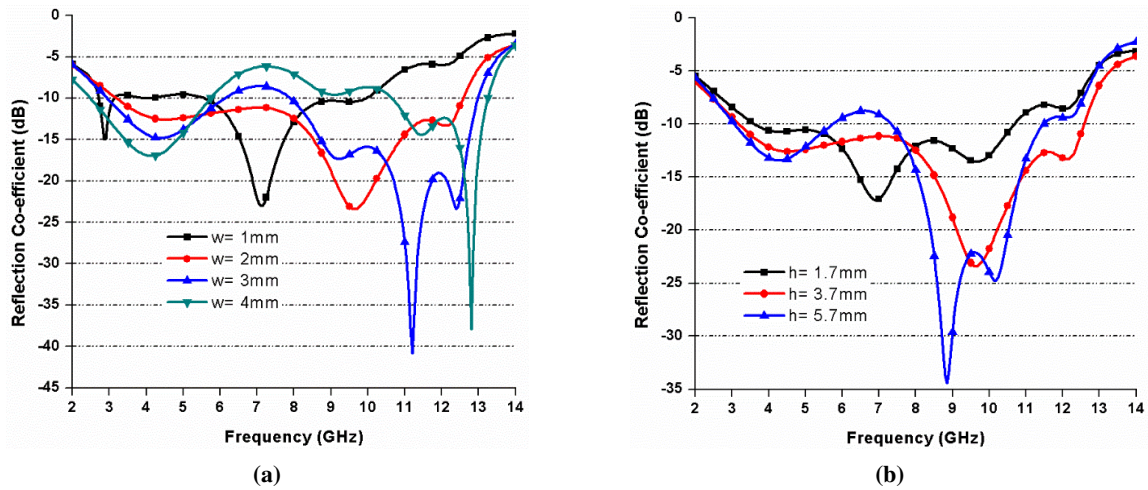 0
-5
-10
-15
-20
-25
-30
-35
-40
-45
Reflection Co-efficient (dB)
w= 1mm
w= 2mm
w= 3mm
w= 4mm
2 3 4 5 6 7 8 9 10 11 12 13 14
Frequency (GHz)
(a)
0
-5
-10
-15
-20
-25
-30
-35
Reflection Co-efficient (dB)
h= 1.7mm
h= 3.7mm
h= 5.7mm
2 3 4 5 6 7 8 9 10 11 12 13 14
Frequency (GHz)
(b)